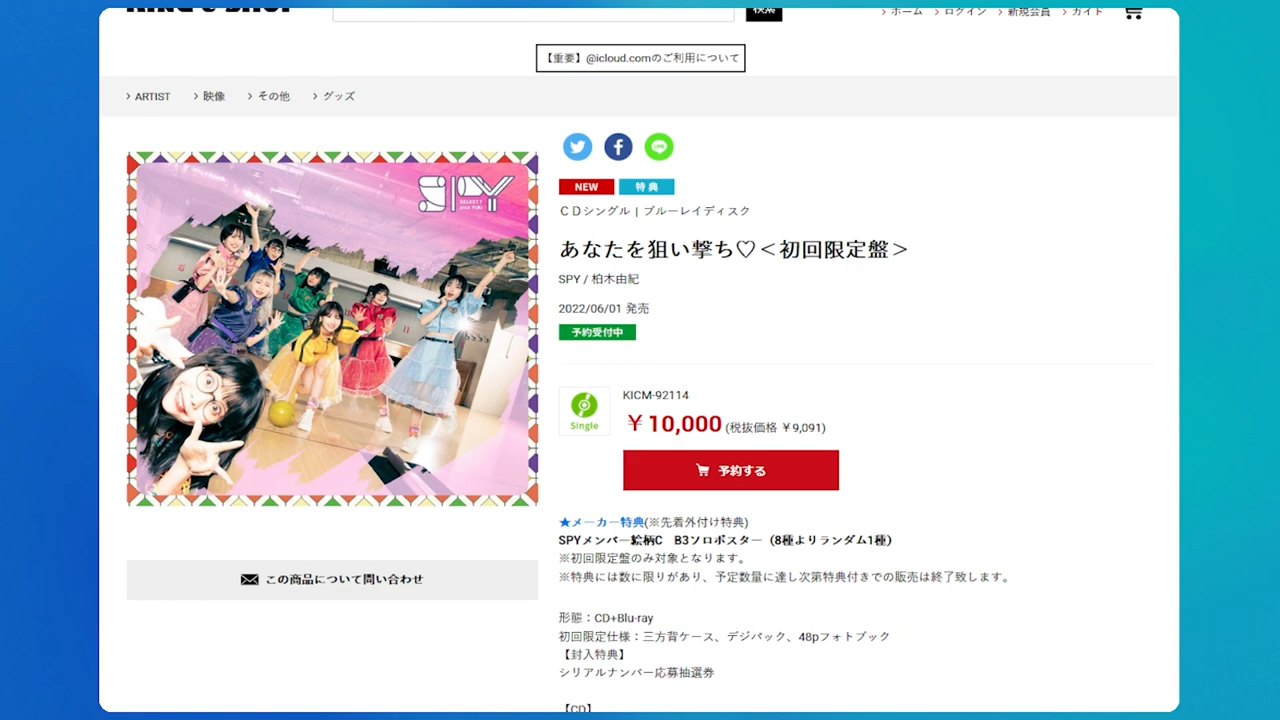 KING e SHOP
検索
ホーム
ログイン
新規会員
ガイド
【重要】@icloud.comのご利用について
ARTIST
映像
その他
グッズ
SPY
SELECT7
plus YUKI
LINE
NEW
特典
CDシングル | ブルーレイディスク
あなたを狙い撃ち♡<初回限定盤>
SPY / 柏木由紀
2022/06/01 発売
予約受付中
Single
KICM-92114
￥10,000 (税抜価格 ￥9,091)
予約する
★メーカー特典(※先着外付け特典)
SPYメンバー絵柄C B3ソロポスター（8種よりランダム1種）
※初回限定盤のみ対象となります。
※特典には数に限りがあり、予定数量に達し次第特典付きでの販売は終了致します。
この商品について問い合わせ
形態：CD+Blu-ray
初回限定仕様：三方背ケース、デジパック、48pフォトブック
【封入特典】
シリアルナンバー応募抽選券
【CD】